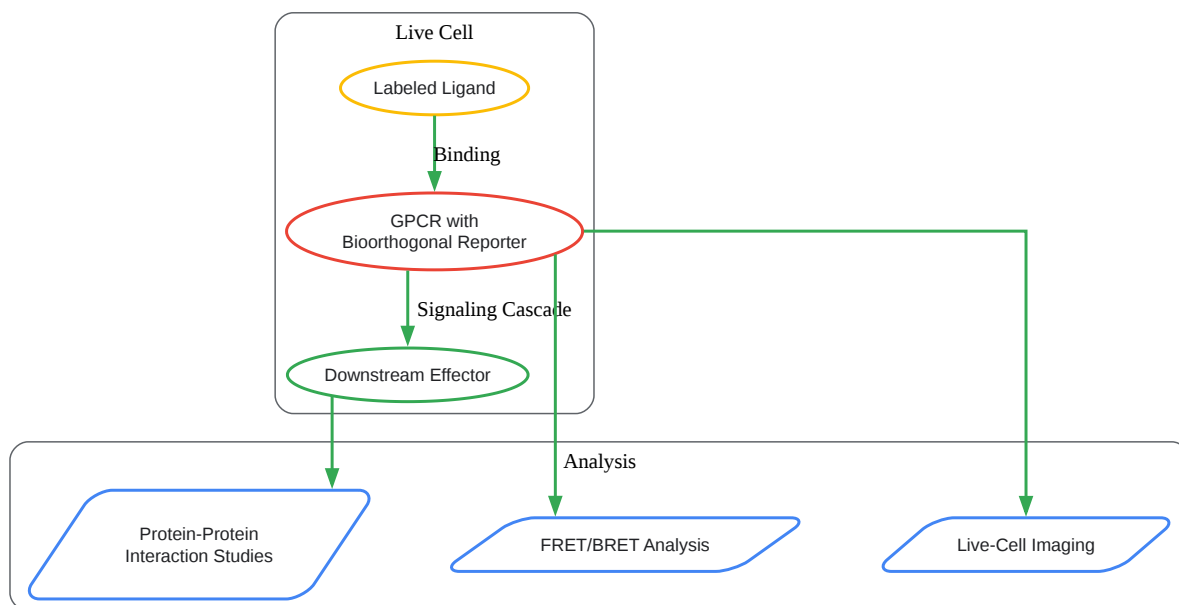 Live Cell
Labeled Ligand
Binding
GPCR with
Bioorthogonal Reporter
Signaling Cascade
Downstream Effector
Analysis
Protein-Protein
Interaction Studies
FRET/BRET Analysis
Live-Cell Imaging